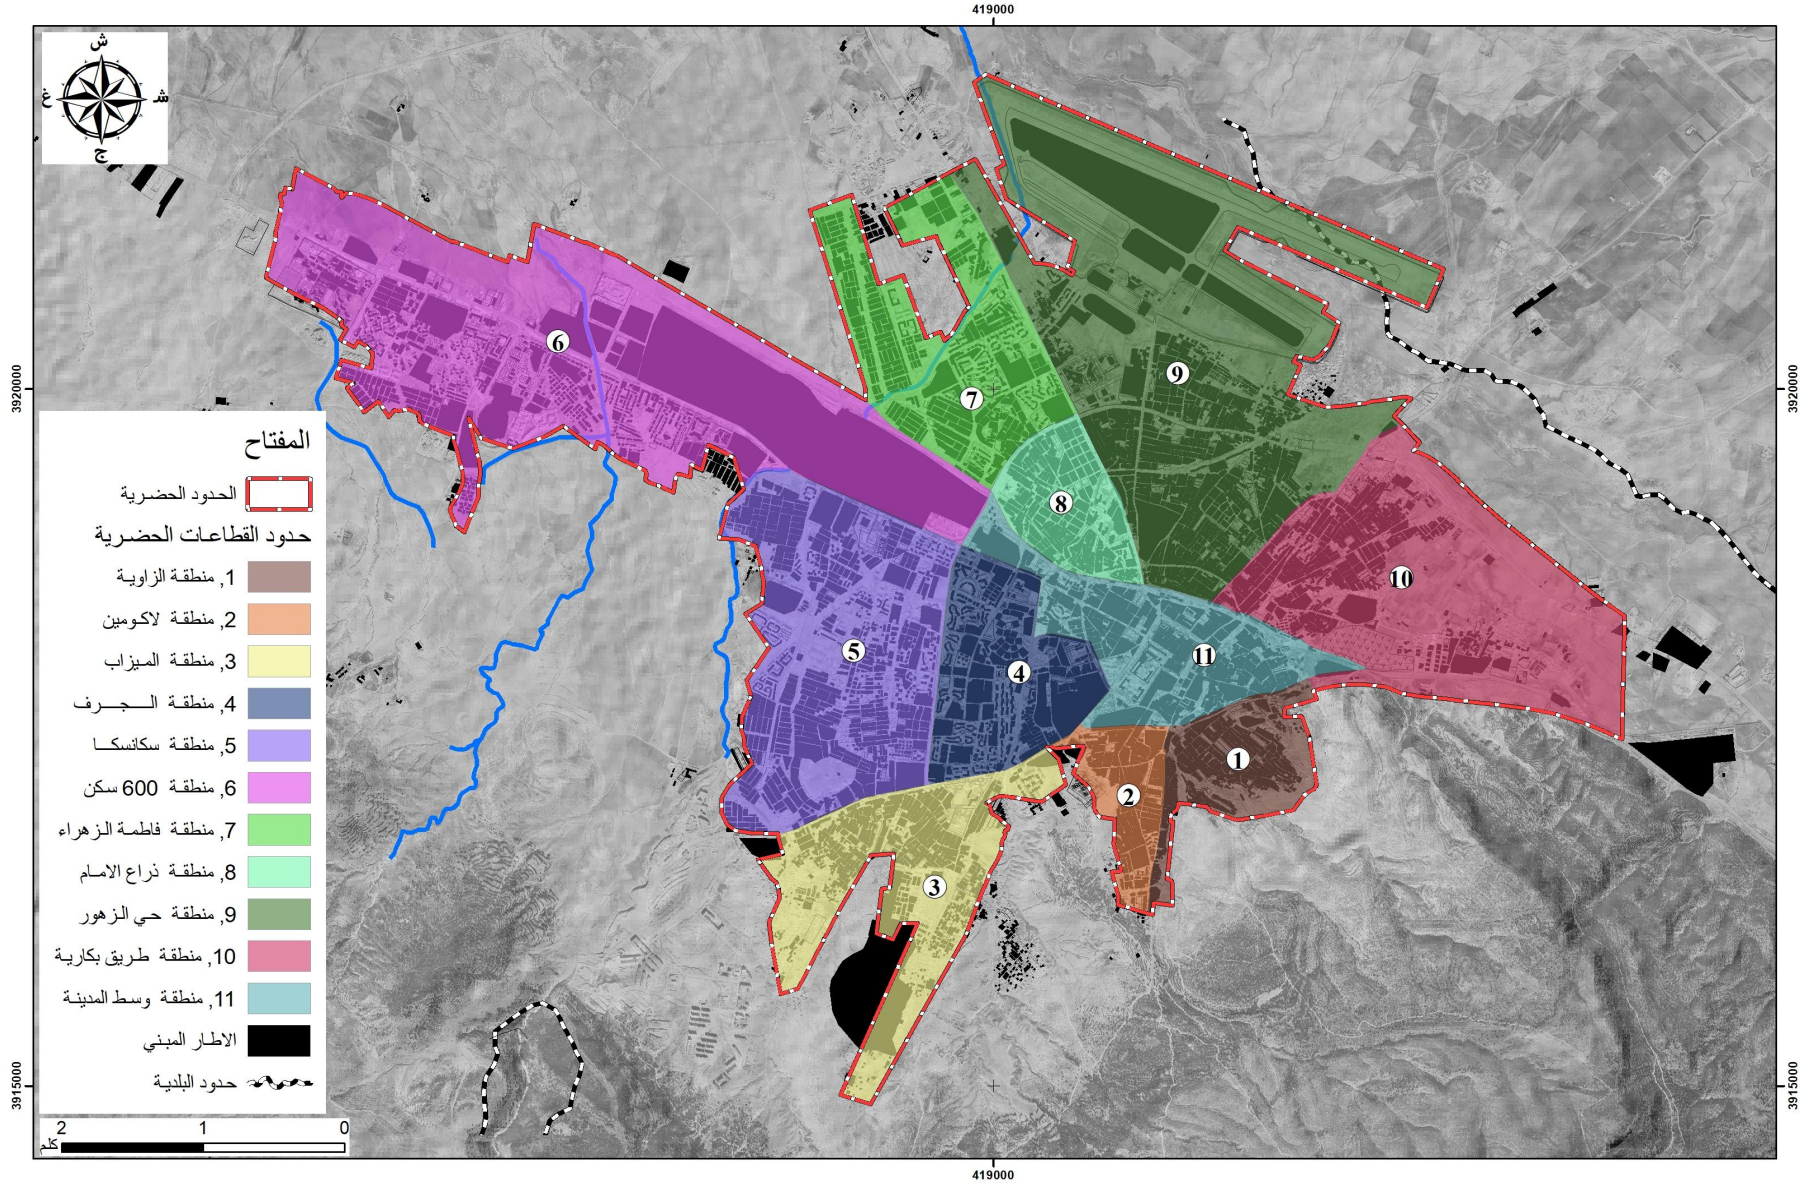 419000
ش
غ
ش
ج
3920000
3920000
6
7
9
8
10
5
4
11
1
2
3
المفتاح
الحدود الحضرية
حدود القطاعات الحضرية
1, منطقة الزاوية
2, منطقة لاكومين
3, منطقة الميزاب
4, منطقة الـــجـــرف
5, منطقة سكانسكـــا
6, منطقة 600 سكن
7, منطقة فاطمة الزهراء
8, منطقة ذراع الامام
9, منطقة حي الزهور
10, منطقة طريق بكارية
11, منطقة وسط المدينة
الاطار المبني
حدود البلدية
3915000
3915000
2 1 0
كلم
419000